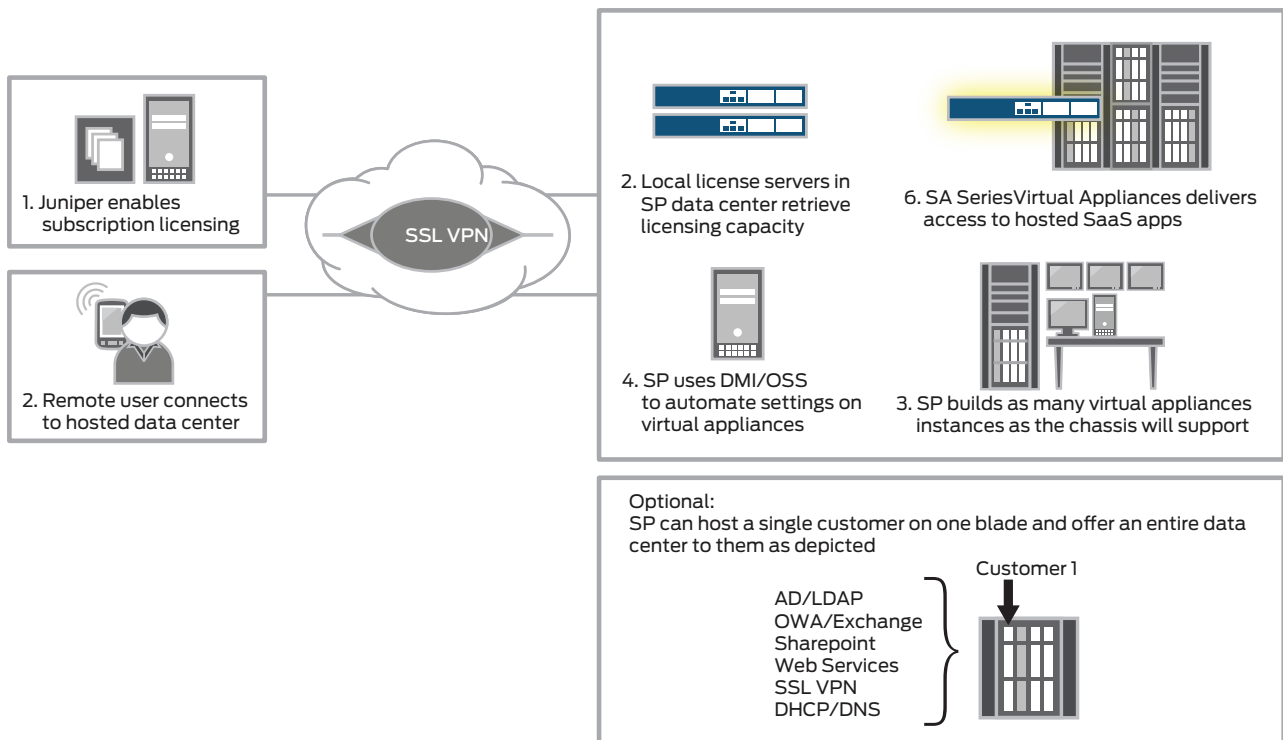 1. Juniper enables
subscription licensing
2. Remote user connects
to hosted data center
SSL VPN
2. Local license servers in
SP data center retrieve
licensing capacity
6. SA SeriesVirtual Appliances delivers
access to hosted SaaS apps
4. SP uses DMI/OSS
to automate settings on
virtual appliances
3. SP builds as many virtual appliances
instances as the chassis will support
Optional:
SP can host a single customer on one blade and offer an entire data
center to them as depicted
Customer 1
AD/LDAP
OWA/Exchange
Sharepoint
Web Services
SSL VPN
DHCP/DNS